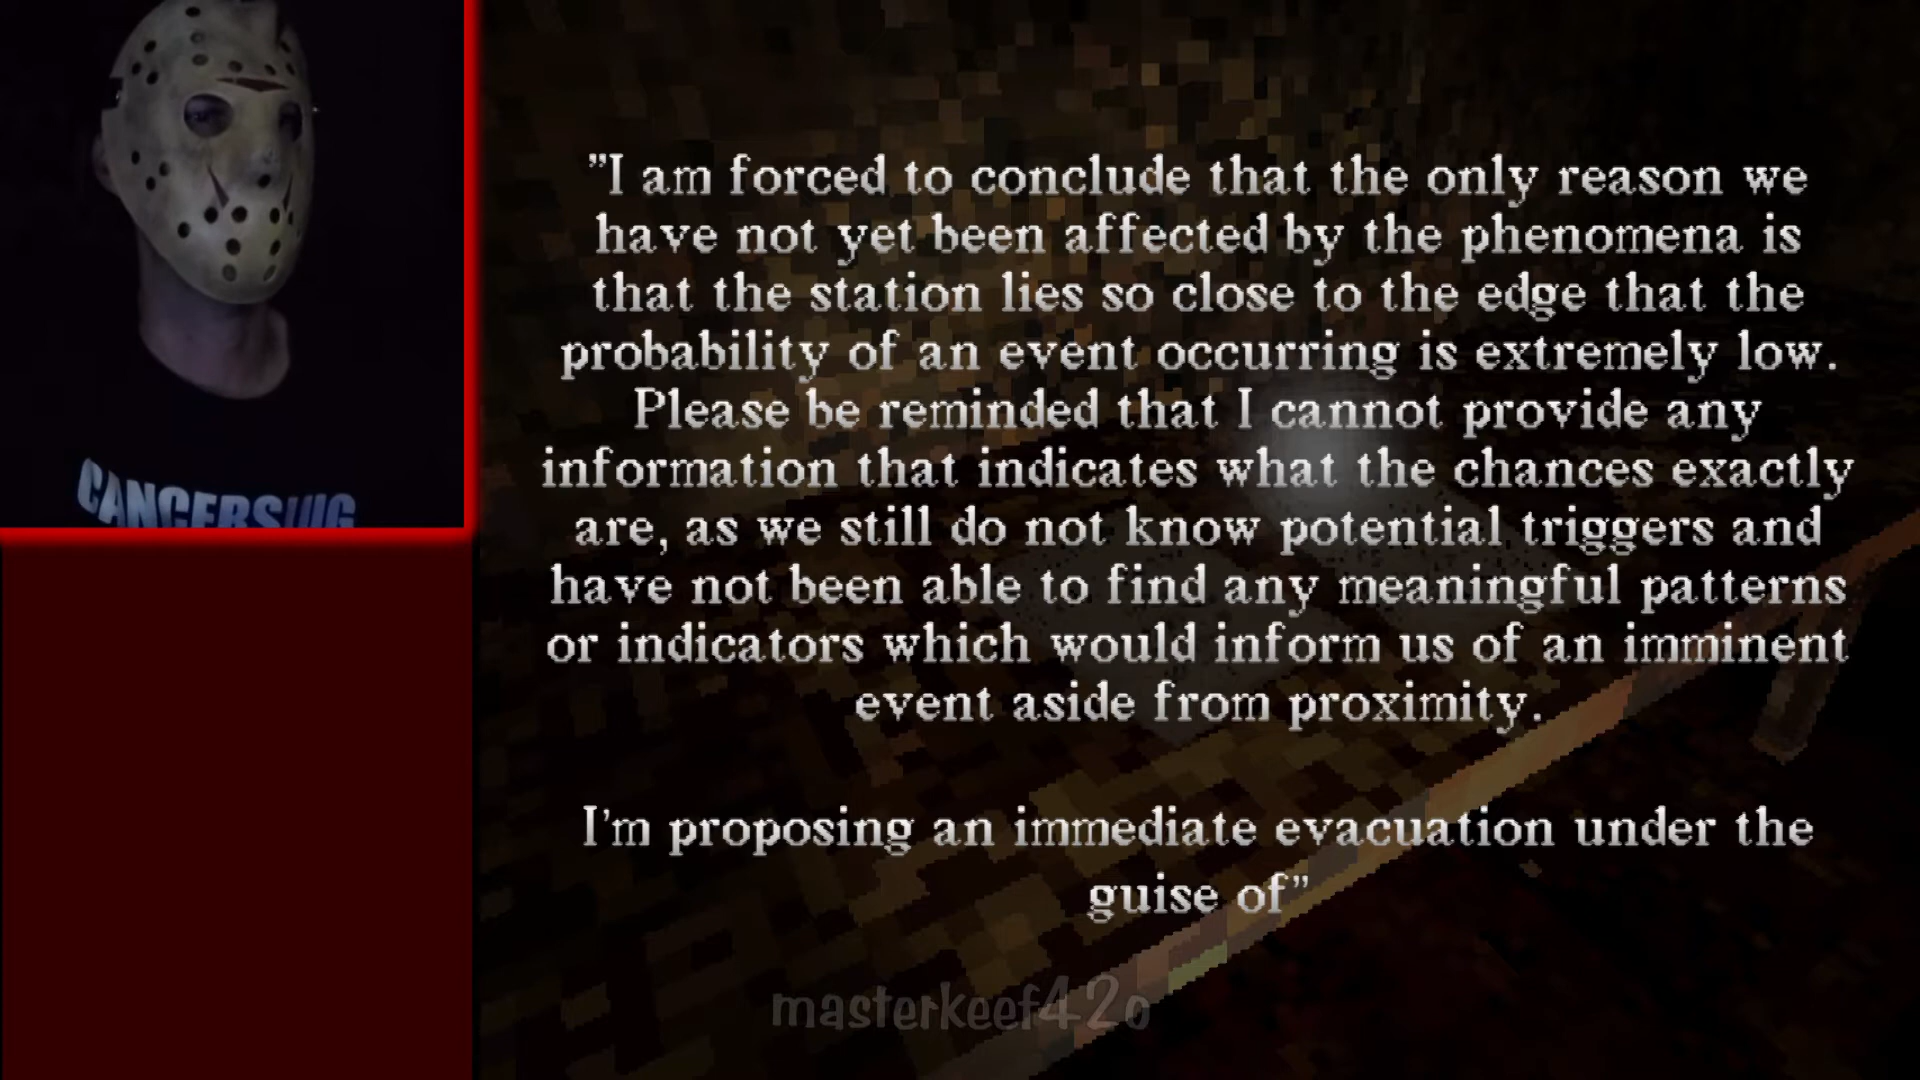 CANCERSLUG
"I am forced to conclude that the only reason we
have not yet been affected by the phenomena is
that the station lies so close to the edge that the
probability of an event occurring is extremely low.
Please be reminded that I cannot provide any
information that indicates what the chances exactly
are, as we still do not know potential triggers and
have not been able to find any meaningful patterns
or indicators which would inform us of an imminent
event aside from proximity.
I'm proposing an immediate evacuation under the
guise of"
masterkeef420